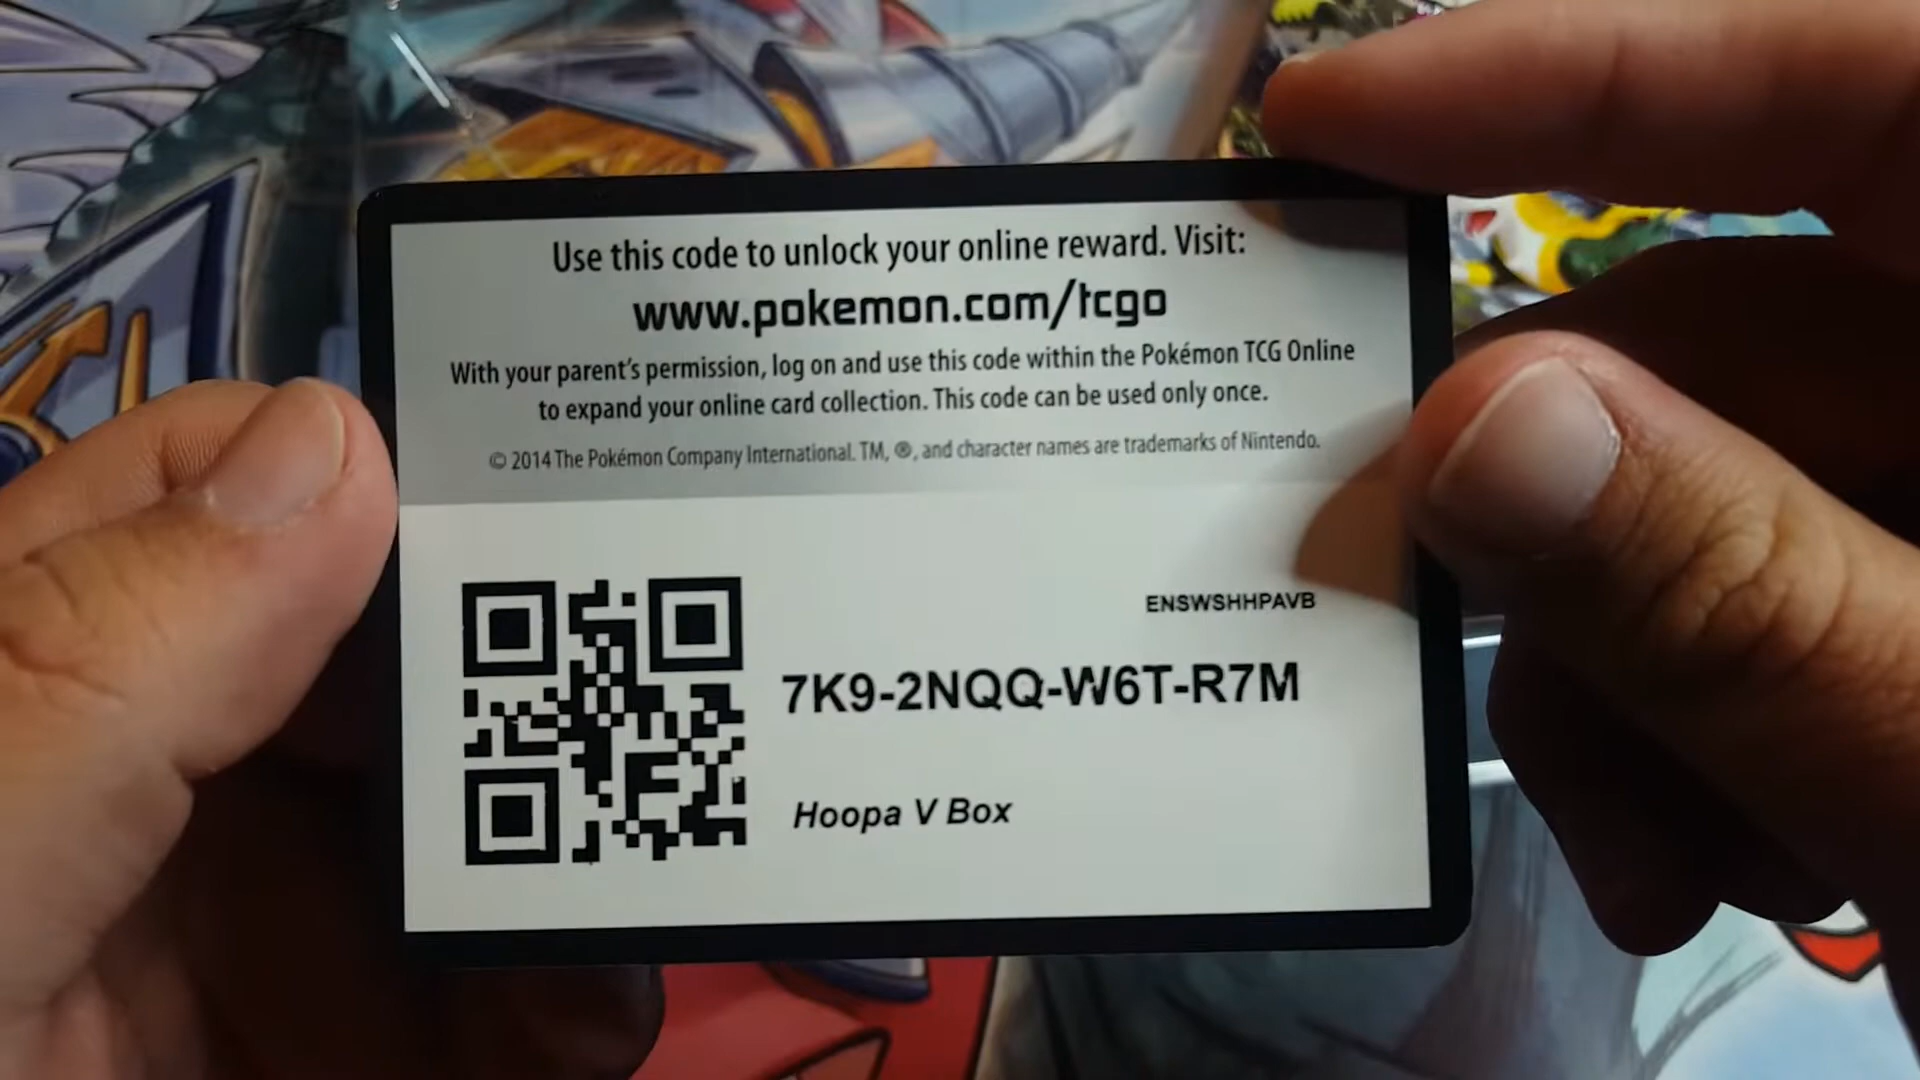 Use this code to unlock your online reward. Visit:
www.pokemon.com/tcgo
With your parent's permission, log on and use this code within the Pokémon TCG Online
to expand your online card collection. This code can be used only once.
© 2014 The Pokémon Company International. TM, ®, and character names are trademarks of Nintendo.
ENSWSHHPAVB
7K9-2NQQ-W6T-R7M
Hoopa V Box